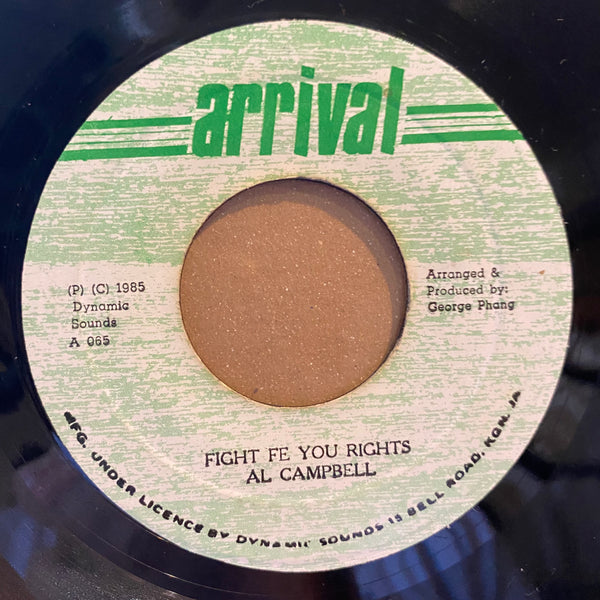 arrival
(P) (C) 1985
Dynamic
Sounds
A 065
Arranged &
Produced by:
George Phang
FIGHT FE YOU RIGHTS
AL CAMPBELL
MFG. UNDER LICENCE BY DYNAMIC SOUNDS 15 BELL ROAD, KGN. JA